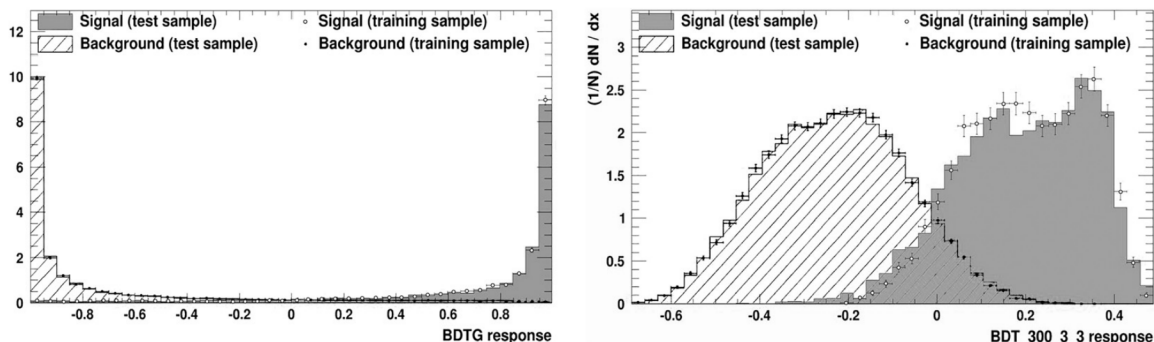 12
10
8
6
4
2
0
Signal (test sample)
Background (test sample)
Signal (training sample)
Background (training sample)
-0.8 -0.6 -0.4 -0.2 0 0.2 0.4 0.6 0.8
BDTG response
(1/N) dN / dx
3
2.5
2
1.5
1
0.5
0
Signal (test sample)
Background (test sample)
Signal (training sample)
Background (training sample)
-0.6 -0.4 -0.2 0 0.2 0.4
BDT_300_3_3 response